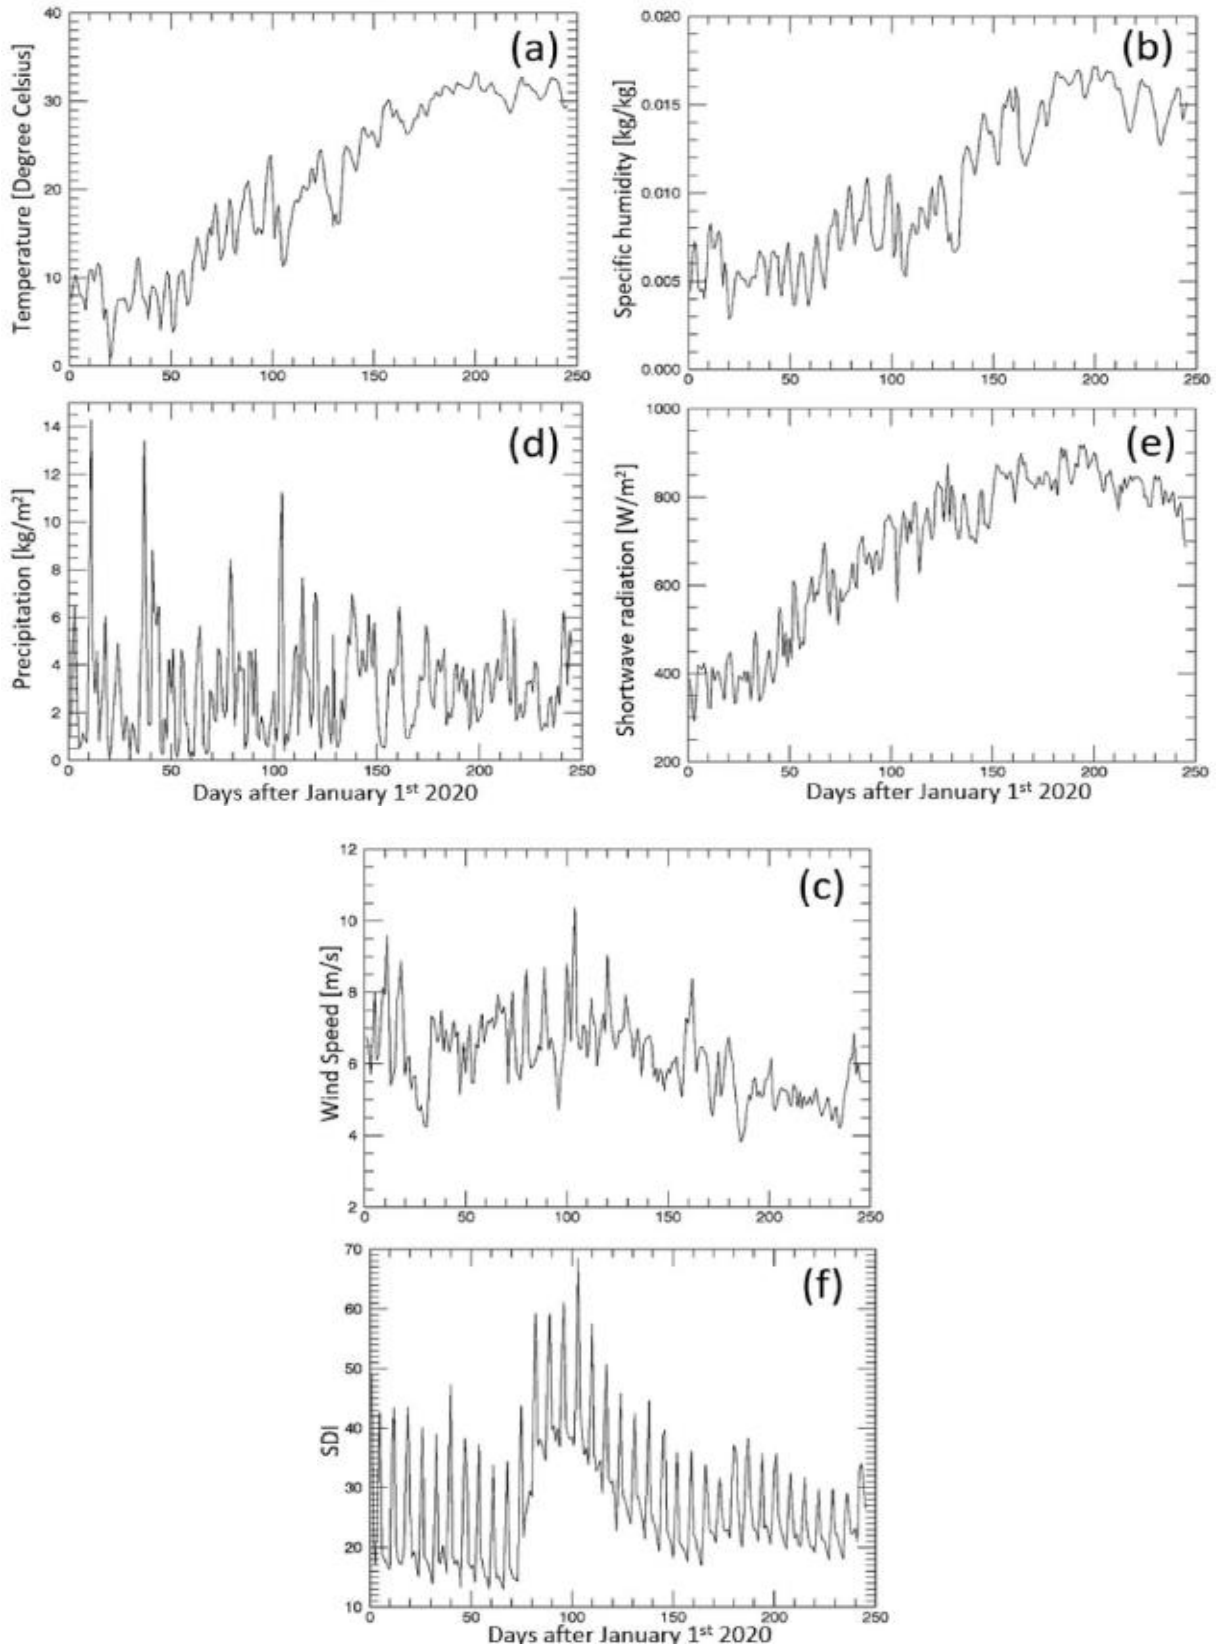 (a)
Temperature [Degree Celsius]
40
30
20
10
0
0 50 100 150 200 250
(b)
Specific humidity [kg/kg]
0.020
0.015
0.010
0.005
0.000
0 50 100 150 200 250
(d)
Precipitation [kg/m²]
14
12
10
8
6
4
2
0
0 50 100 150 200 250
Days after January 1st 2020
(e)
Shortwave radiation [W/m²]
1000
800
600
400
200
0 50 100 150 200 250
Days after January 1st 2020
(c)
Wind Speed [m/s]
12
10
8
6
4
2
0 50 100 150 200 250
(f)
SDI
70
60
50
40
30
20
10
0 50 100 150 200 250
Days after January 1st 2020